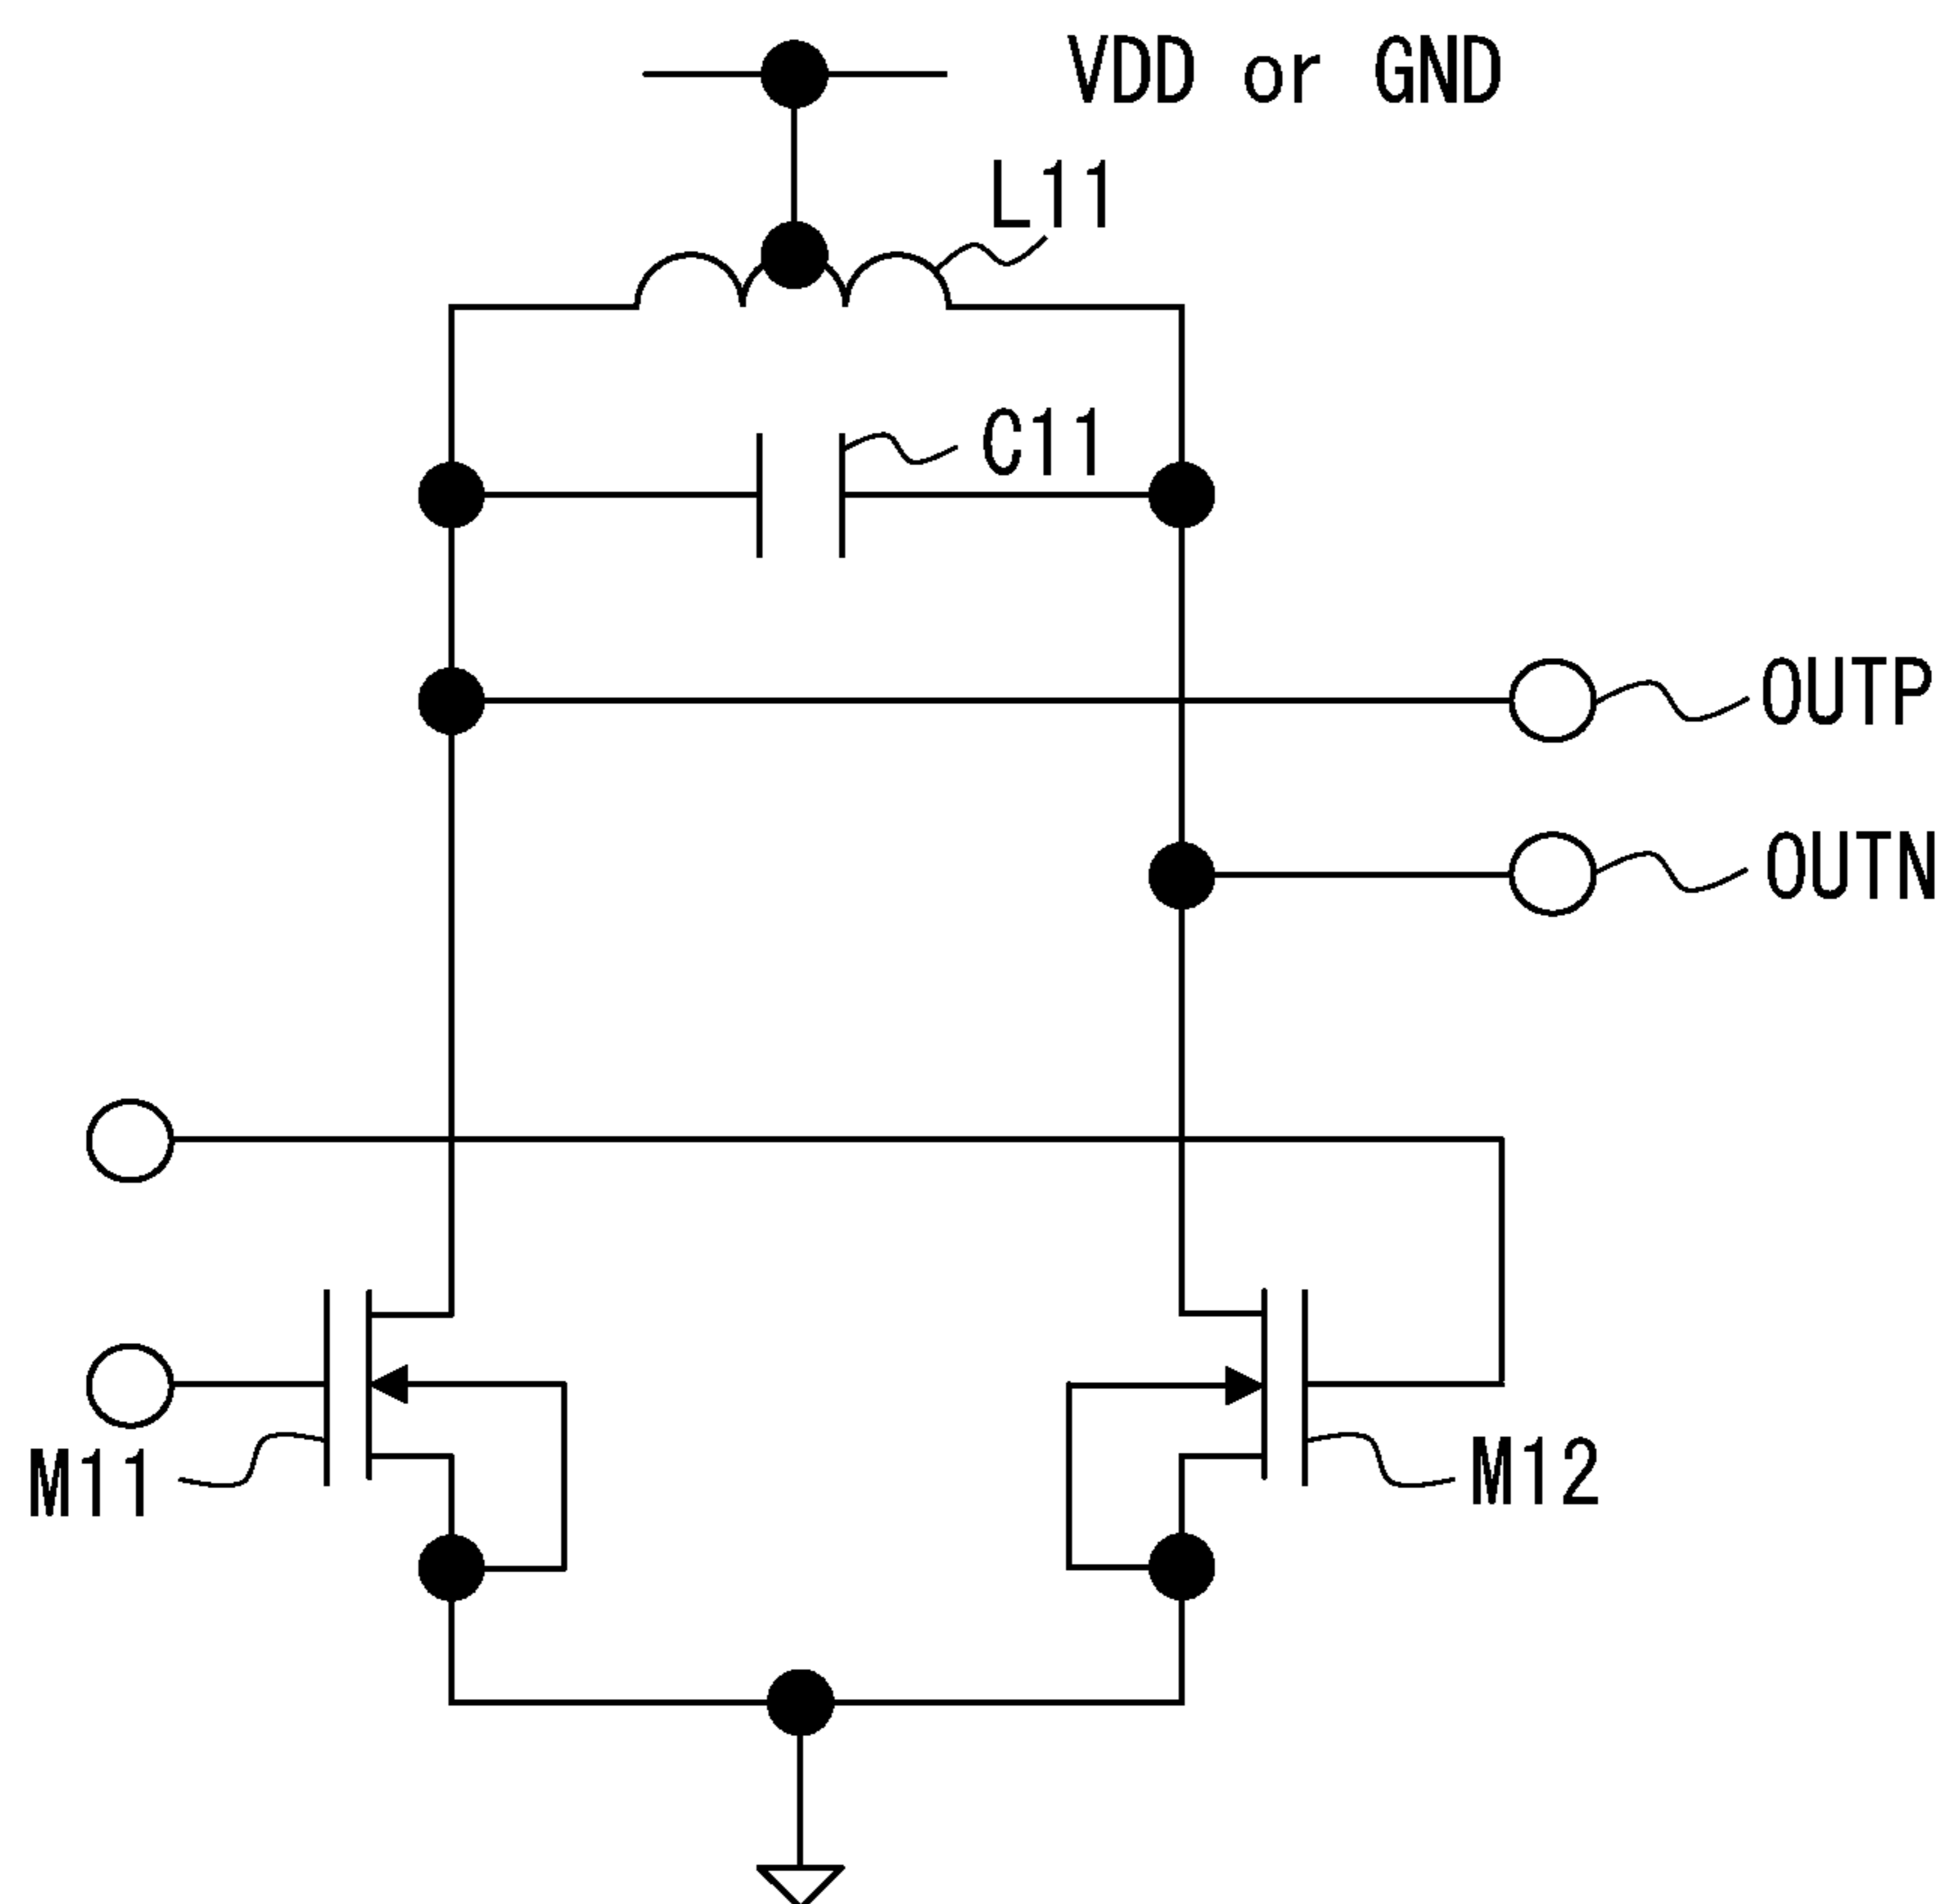 VDD or GND
L11
C11
OUTP
OUTN
M11
M12